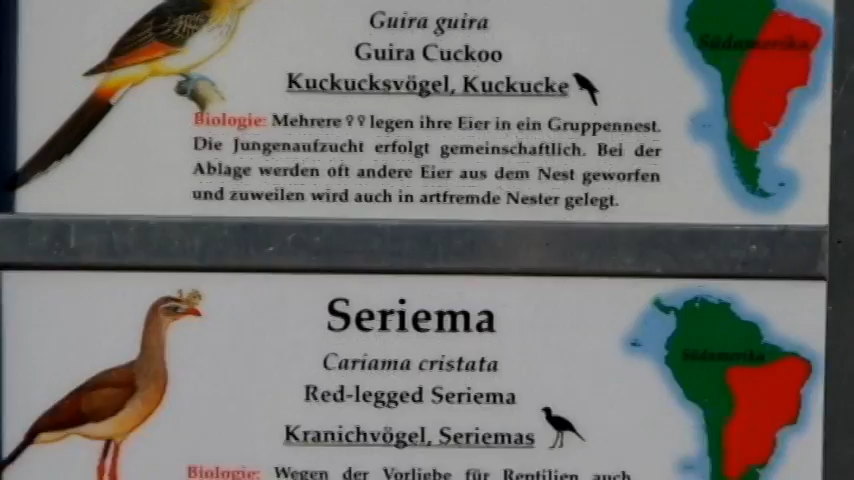 Guira guira
Südamerika
Guira Cuckoo
Kuckucksvögel, Kuckucke
Biologie: Mehrere ♀♀ legen ihre Eier in ein Gruppennest.
Die Jungenaufzucht erfolgt gemeinschaftlich. Bei der
Ablage werden oft andere Eier aus dem Nest geworfen
und zuweilen wird auch in artfremde Nester gelegt.
Seriema
Südamerika
Cariama cristata
Red-legged Seriema
Kranichvögel, Seriemas
Biologie: Wegen der Vorliebe für Reptilien auch